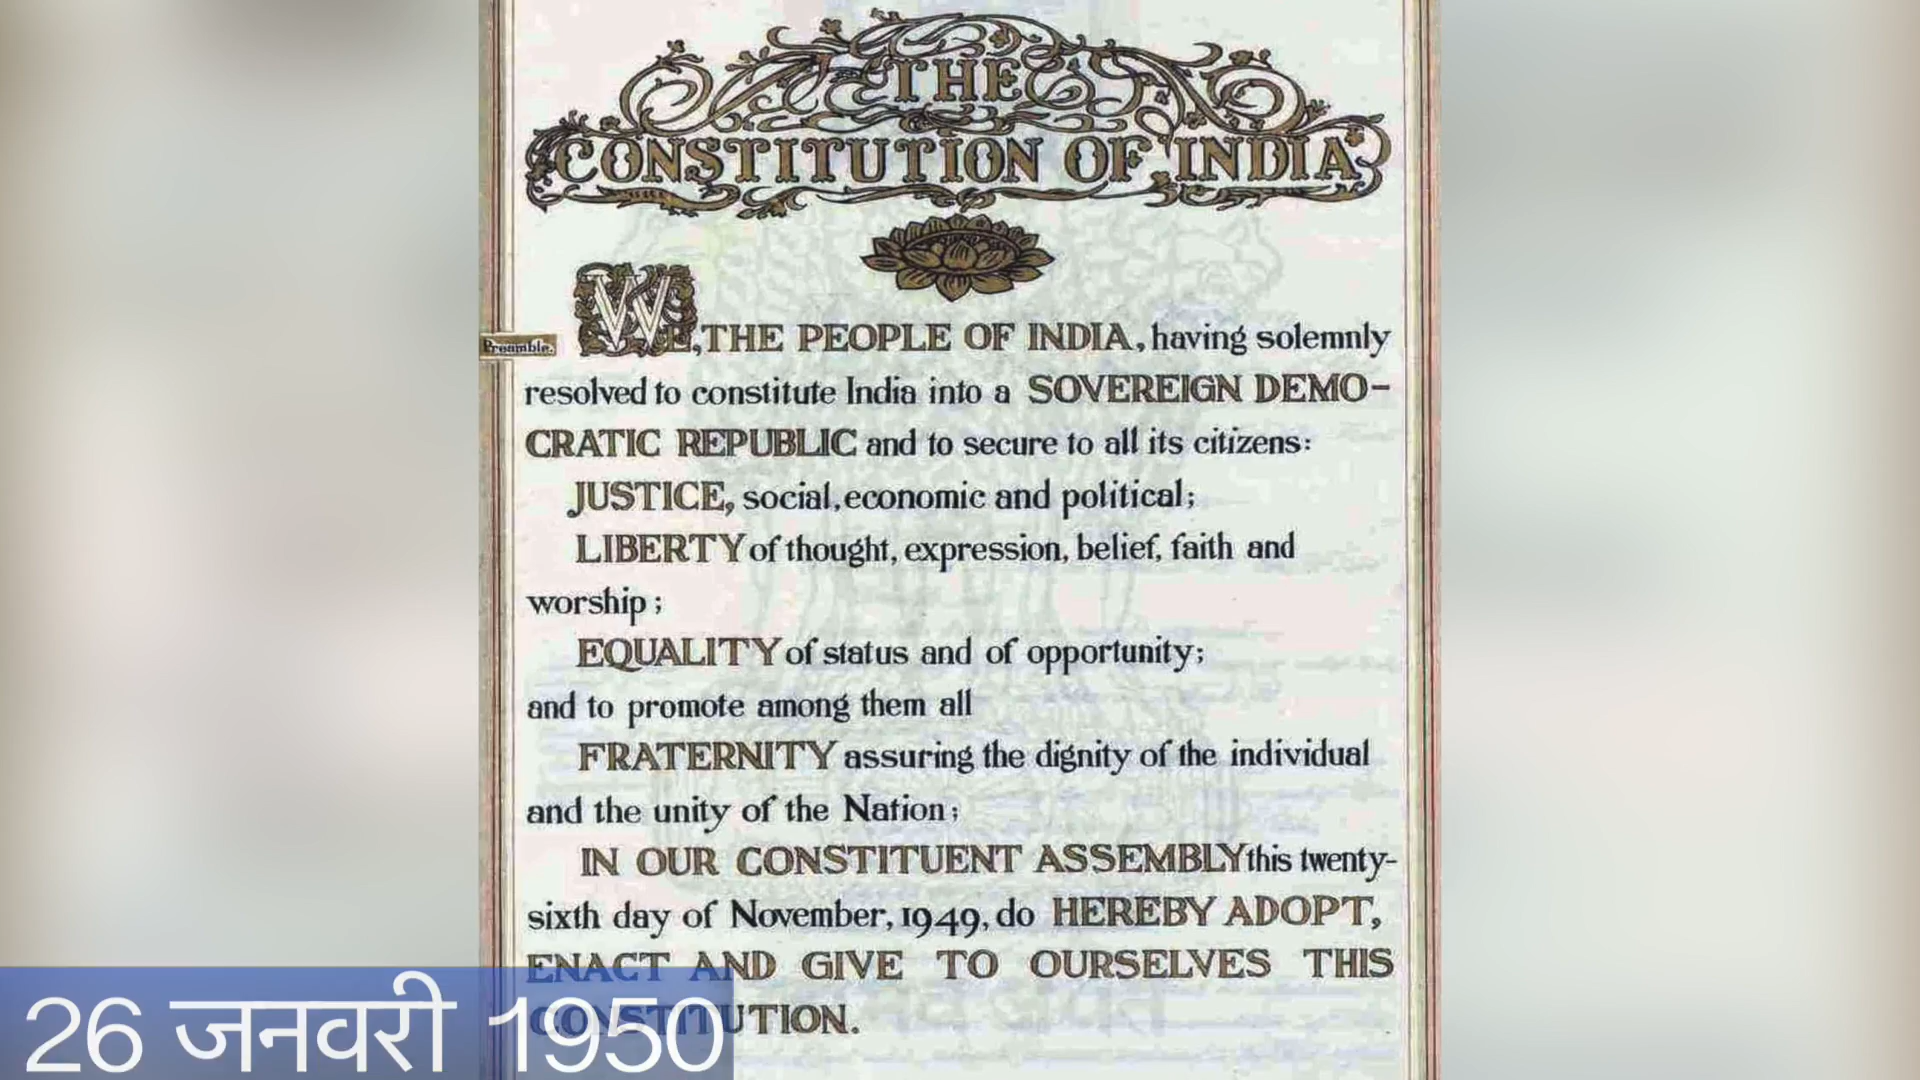 THE
CONSTITUTION OF INDIA
Preamble.
WE, THE PEOPLE OF INDIA, having solemnly
resolved to constitute India into a SOVEREIGN DEMO-
CRATIC REPUBLIC and to secure to all its citizens:
JUSTICE, social, economic and political;
LIBERTY of thought, expression, belief, faith and
worship;
EQUALITY of status and of opportunity;
and to promote among them all
FRATERNITY assuring the dignity of the individual
and the unity of the Nation;
IN OUR CONSTITUENT ASSEMBLY this twenty-
sixth day of November, 1949, do HEREBY ADOPT,
ENACT AND GIVE TO OURSELVES THIS
CONSTITUTION.
26 जनवरी 1950